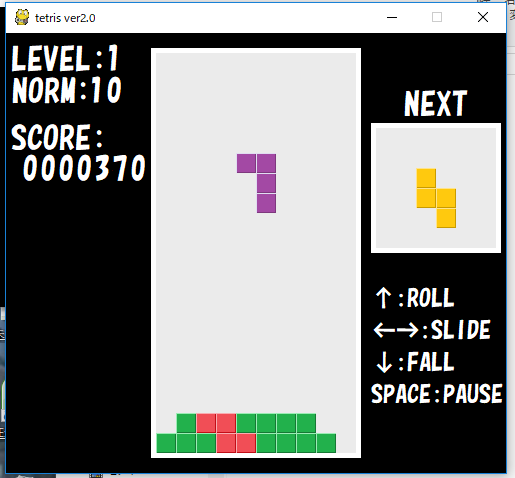 tetris ver2.0
LEVEL:1
NORM:10
SCORE:
0000370
NEXT
↑:ROLL
←→:SLIDE
↓:FALL
SPACE:PAUSE